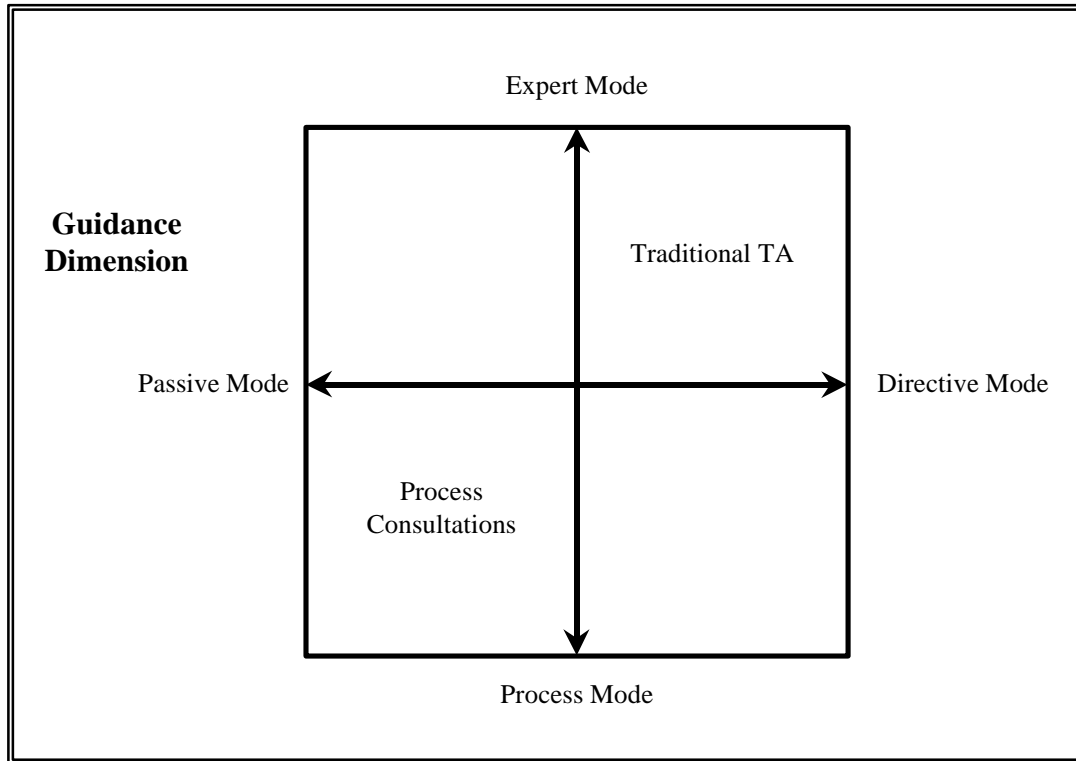 Expert Mode
Guidance
Dimension
Traditional TA
Passive Mode
Directive Mode
Process
Consultations
Process Mode